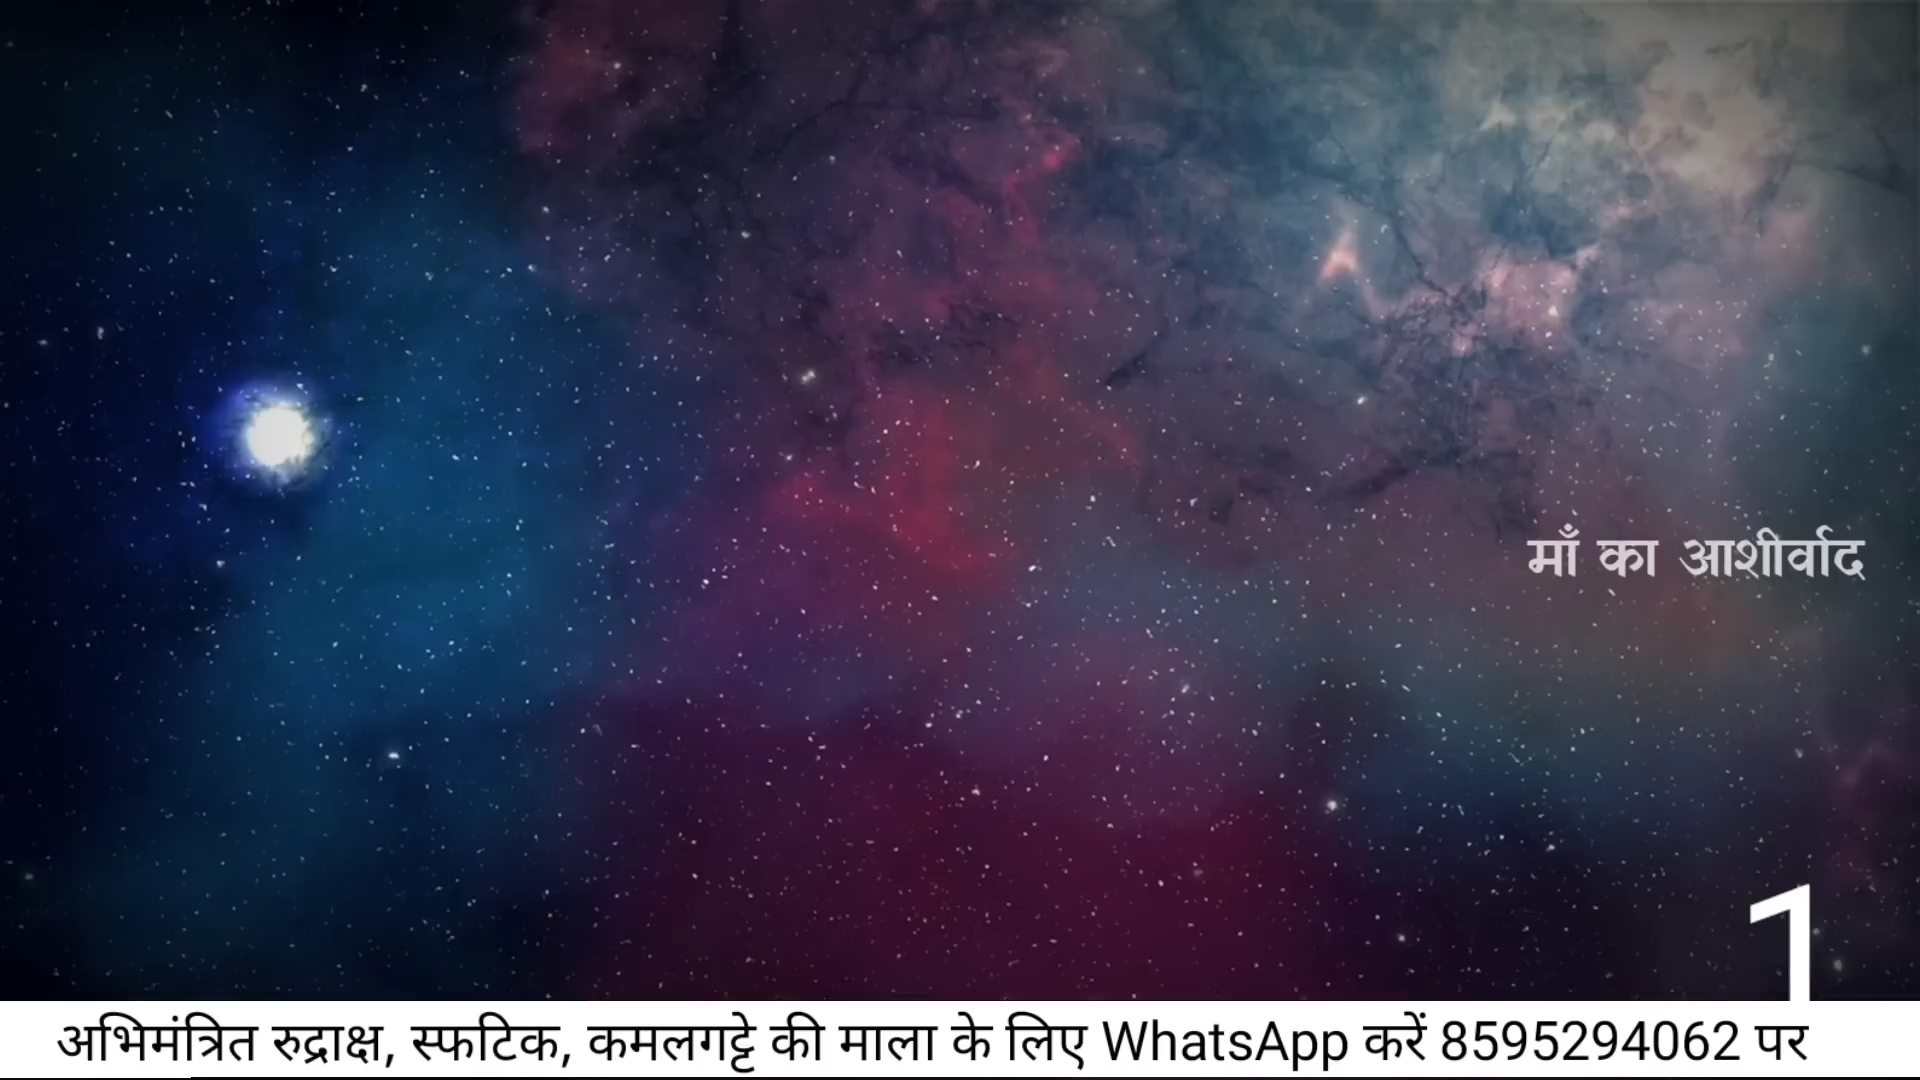 माँ का आशीर्वाद
1
अभिमंत्रित रुद्राक्ष, स्फटिक, कमलगट्टे की माला के लिए WhatsApp करें 8595294062 पर